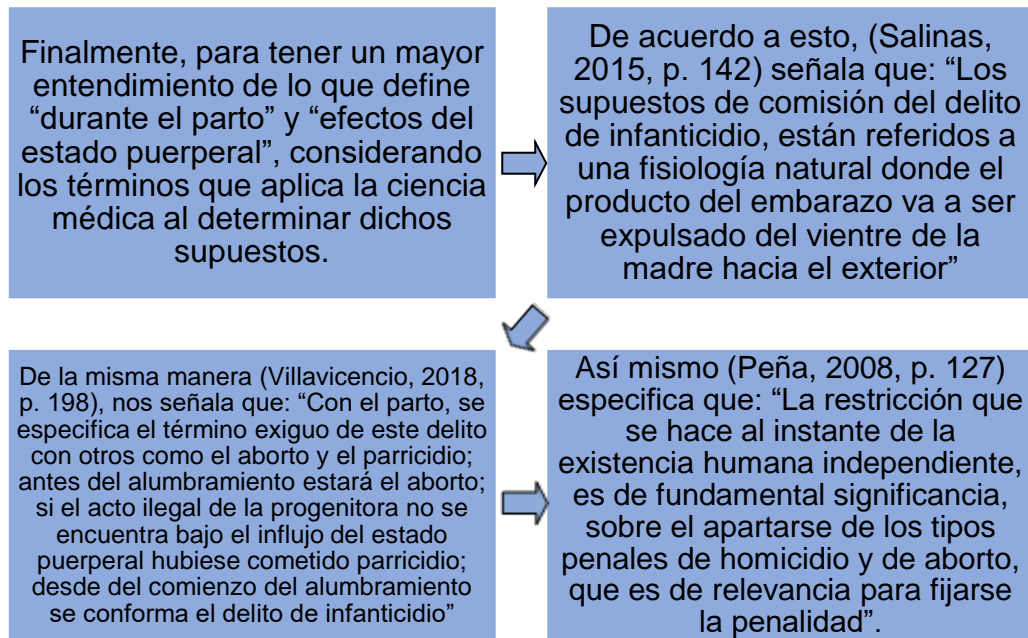 Finalmente, para tener un mayor
entendimiento de lo que define
“durante el parto” y “efectos del
estado puerperal”, considerando
los términos que aplica la ciencia
médica al determinar dichos
supuestos.
De acuerdo a esto, (Salinas,
2015, p. 142) señala que: “Los
supuestos de comisión del delito
de infanticidio, están referidos a
una fisiología natural donde el
producto del embarazo va a ser
expulsado del vientre de la
madre hacia el exterior”
De la misma manera (Villavicencio, 2018,
p. 198), nos señala que: “Con el parto, se
especifica el término exiguo de este delito
con otros como el aborto y el parricidio;
antes del alumbramiento estará el aborto;
si el acto ilegal de la progenitora no se
encuentra bajo el influjo del estado
puerperal hubiese cometido parricidio;
desde del comienzo del alumbramiento
se conforma el delito de infanticidio”
Así mismo (Peña, 2008, p. 127)
especifica que: “La restricción que
se hace al instante de la
existencia humana independiente,
es de fundamental significancia,
sobre el apartarse de los tipos
penales de homicidio y de aborto,
que es de relevancia para fijarse
la penalidad”.